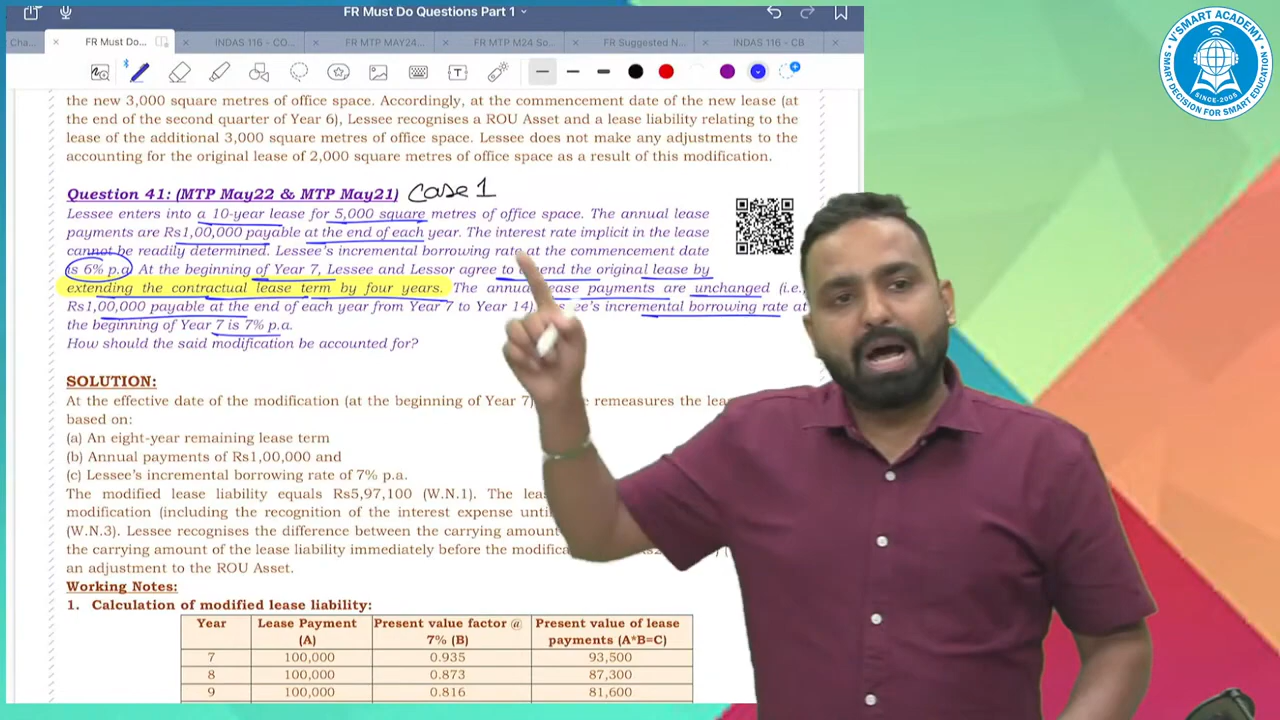 FR Must Do Questions Part 1
Cha...
FR Must Do...
INDAS 116 - CO...
FR MTP MAY24...
FR MTP M24 So...
FR Suggested N...
INDAS 116 - CB
the new 3,000 square metres of office space. Accordingly, at the commencement date of the new lease (at
the end of the second quarter of Year 6), Lessee recognises a ROU Asset and a lease liability relating to the
lease of the additional 3,000 square metres of office space. Lessee does not make any adjustments to the
accounting for the original lease of 2,000 square metres of office space as a result of this modification.
Question 41: (MTP May22 & MTP May21) Case 1
Lessee enters into a 10-year lease for 5,000 square metres of office space. The annual lease
payments are Rs1,00,000 payable at the end of each year. The interest rate implicit in the lease
cannot be readily determined. Lessee's incremental borrowing rate at the commencement date
is 6% p.a At the beginning of Year 7, Lessee and Lessor agree to the original lease by
extending the contractual lease term by four years. The annual lease payments are unchanged (i.e.,
Rs1,00,000 payable at the end of each year from Year 7 to Year 14). incremental borrowing rate at
the beginning of Year 7 is 7% p.a.
How should the said modification be accounted for?
SOLUTION:
At the effective date of the modification (at the beginning of Year 7) remeasures the
based on:
(a) An eight-year remaining lease term
(b) Annual payments of Rs1,00,000 and
(c) Lessee's incremental borrowing rate of 7% p.a.
The modified lease liability equals Rs5,97,100 (W.N.1). The
modification (including the recognition of the interest expense
(W.N.3). Lessee recognises the difference between the carrying
the carrying amount of the lease liability immediately before the
an adjustment to the ROU Asset.
Working Notes:
1. Calculation of modified lease liability:
Year Lease Payment (A) Present value factor @ 7% (B) Present value of lease payments (A*B=C)
7 100,000 0.935 93,500
8 100,000 0.873 87,300
9 100,000 0.816 81,600
V'SMART ACADEMY
SINCE-2005
SMART DECISION FOR SMART EDUCATION